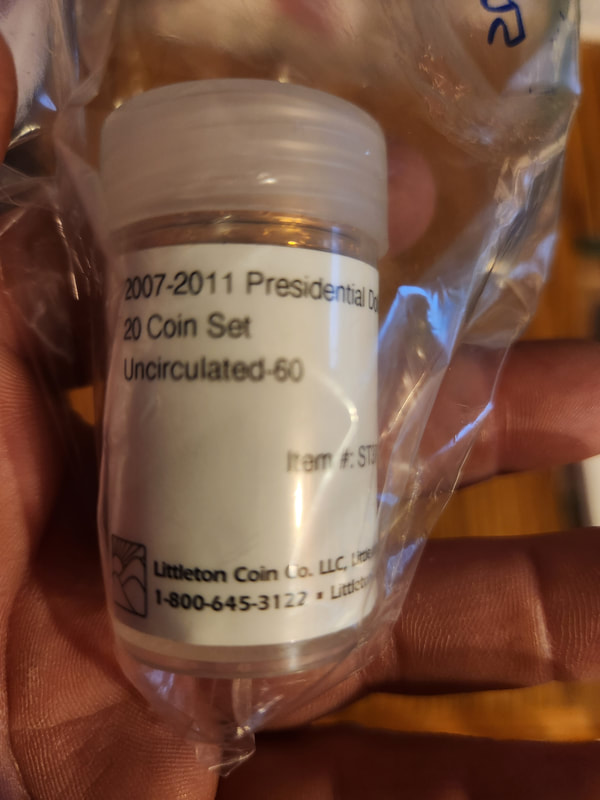 2007-2011 Presidential
20 Coin Set
Uncirculated-60
Item #:
Littleton Coin Co. LLC,
1-800-645-3122 ▪